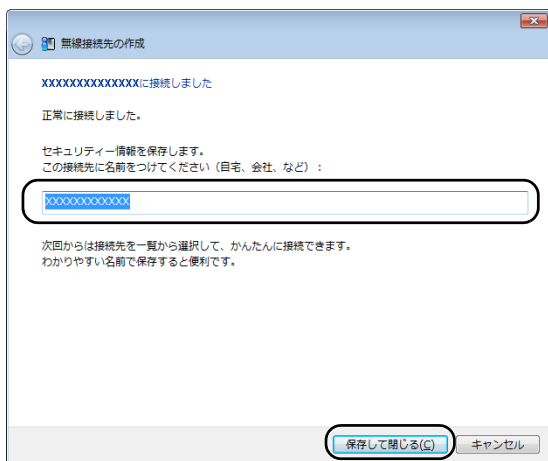 無線接続先の作成
XXXXXXXXXXXXXXに接続しました
正常に接続しました。
セキュリティー情報を保存します。
この接続先に名前をつけてください（自宅、会社、など）：
XXXXXXXXXXXX
次回からは接続先を一覧から選択して、かんたんに接続できます。
わかりやすい名前で保存すると便利です。
保存して閉じる(C) キャンセル